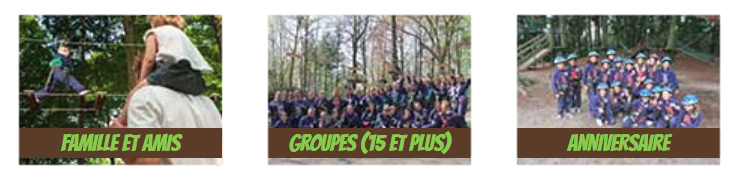 FAMILLE ET AMIS
GROUPES (15 ET PLUS)
ANNIVERSAIRE